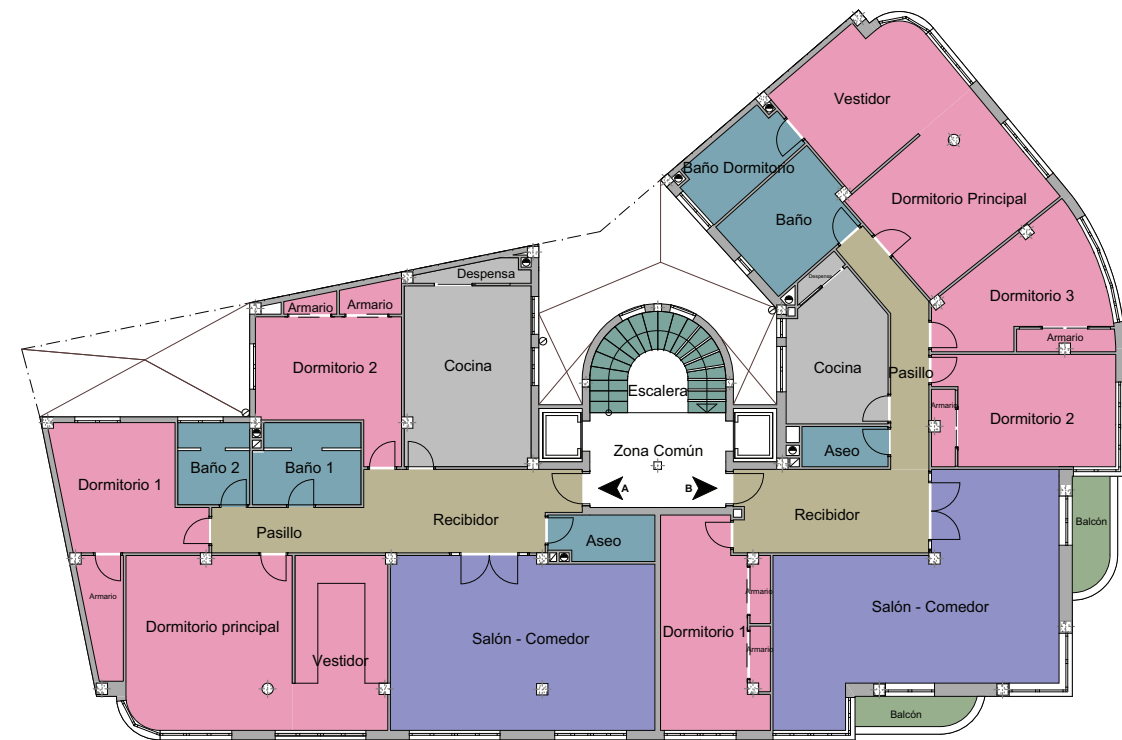 Vestidor
Baño Dormitorio
Dormitorio Principal
Baño
Despensa
Despensa
Dormitorio 3
Armario
Armario
Armario
Dormitorio 2
Cocina
Cocina
Pasillo
Escalera
Armario
Dormitorio 2
Zona Común
Aseo
Baño 2
Baño 1
Dormitorio 1
A
B
Recibidor
Recibidor
Pasillo
Balcón
Aseo
Armario
Armario
Salón - Comedor
Dormitorio principal
Dormitorio 1
Salón - Comedor
Armario
Vestidor
Balcón